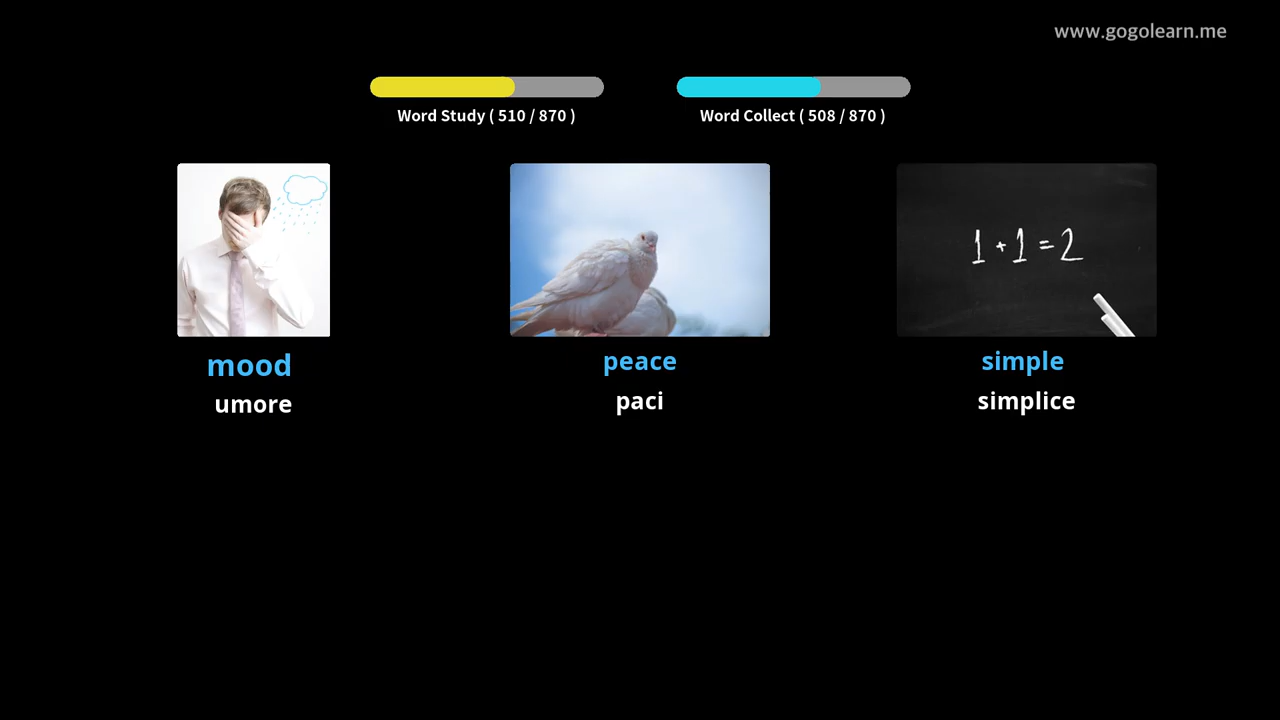 www.gogolearn.me
Word Study ( 510 / 870 )
Word Collect ( 508 / 870 )
1 + 1 = 2
mood
peace
simple
umore
paci
simplice